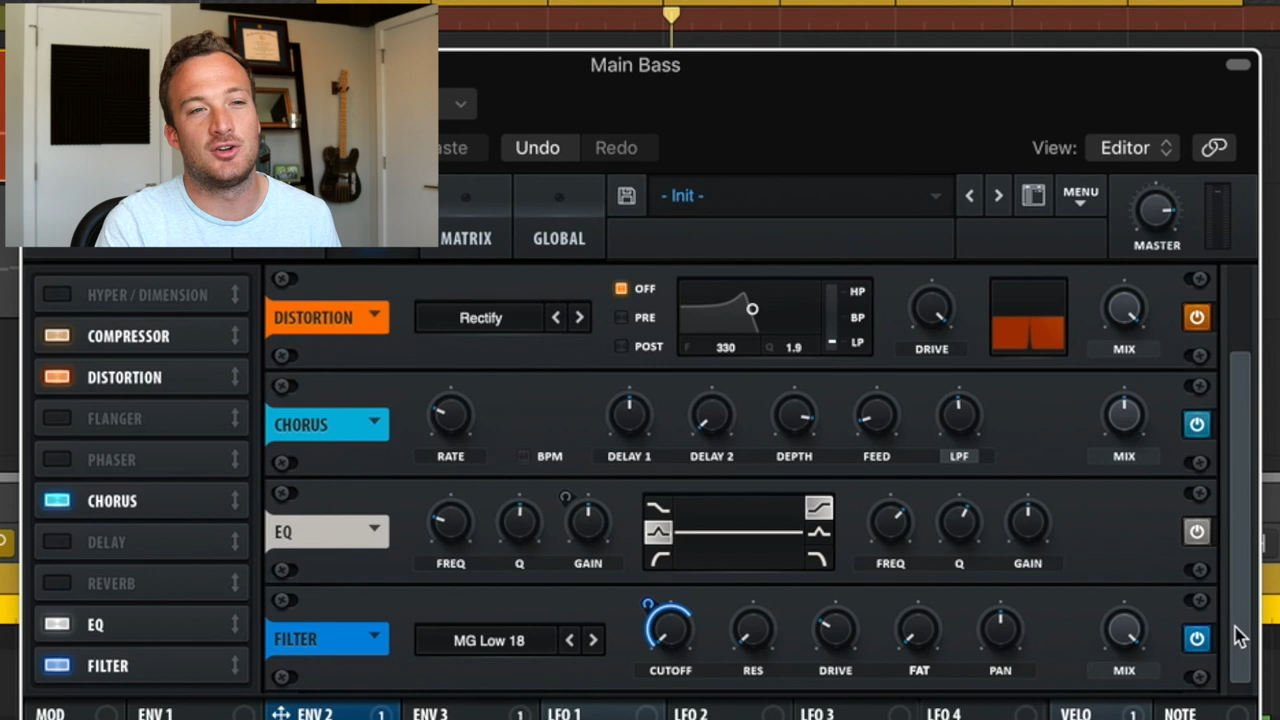 Main Bass
aste Undo Redo View: Editor
- Init - MENU
MATRIX GLOBAL MASTER
HYPER / DIMENSION
COMPRESSOR
DISTORTION
FLANGER
PHASER
CHORUS
DELAY
REVERB
EQ
FILTER
DISTORTION Rectify OFF HP
PRE BP
POST F 330 Q 1.9 LP DRIVE MIX
CHORUS
RATE BPM DELAY 1 DELAY 2 DEPTH FEED LPF MIX
EQ
FREQ Q GAIN FREQ Q GAIN
FILTER MG Low 18
CUTOFF RES DRIVE FAT PAN MIX
MOD ENV 1 ENV 2 1 ENV 3 1 LFO 1 LFO 2 LFO 3 LFO 4 VELO 1 NOTE